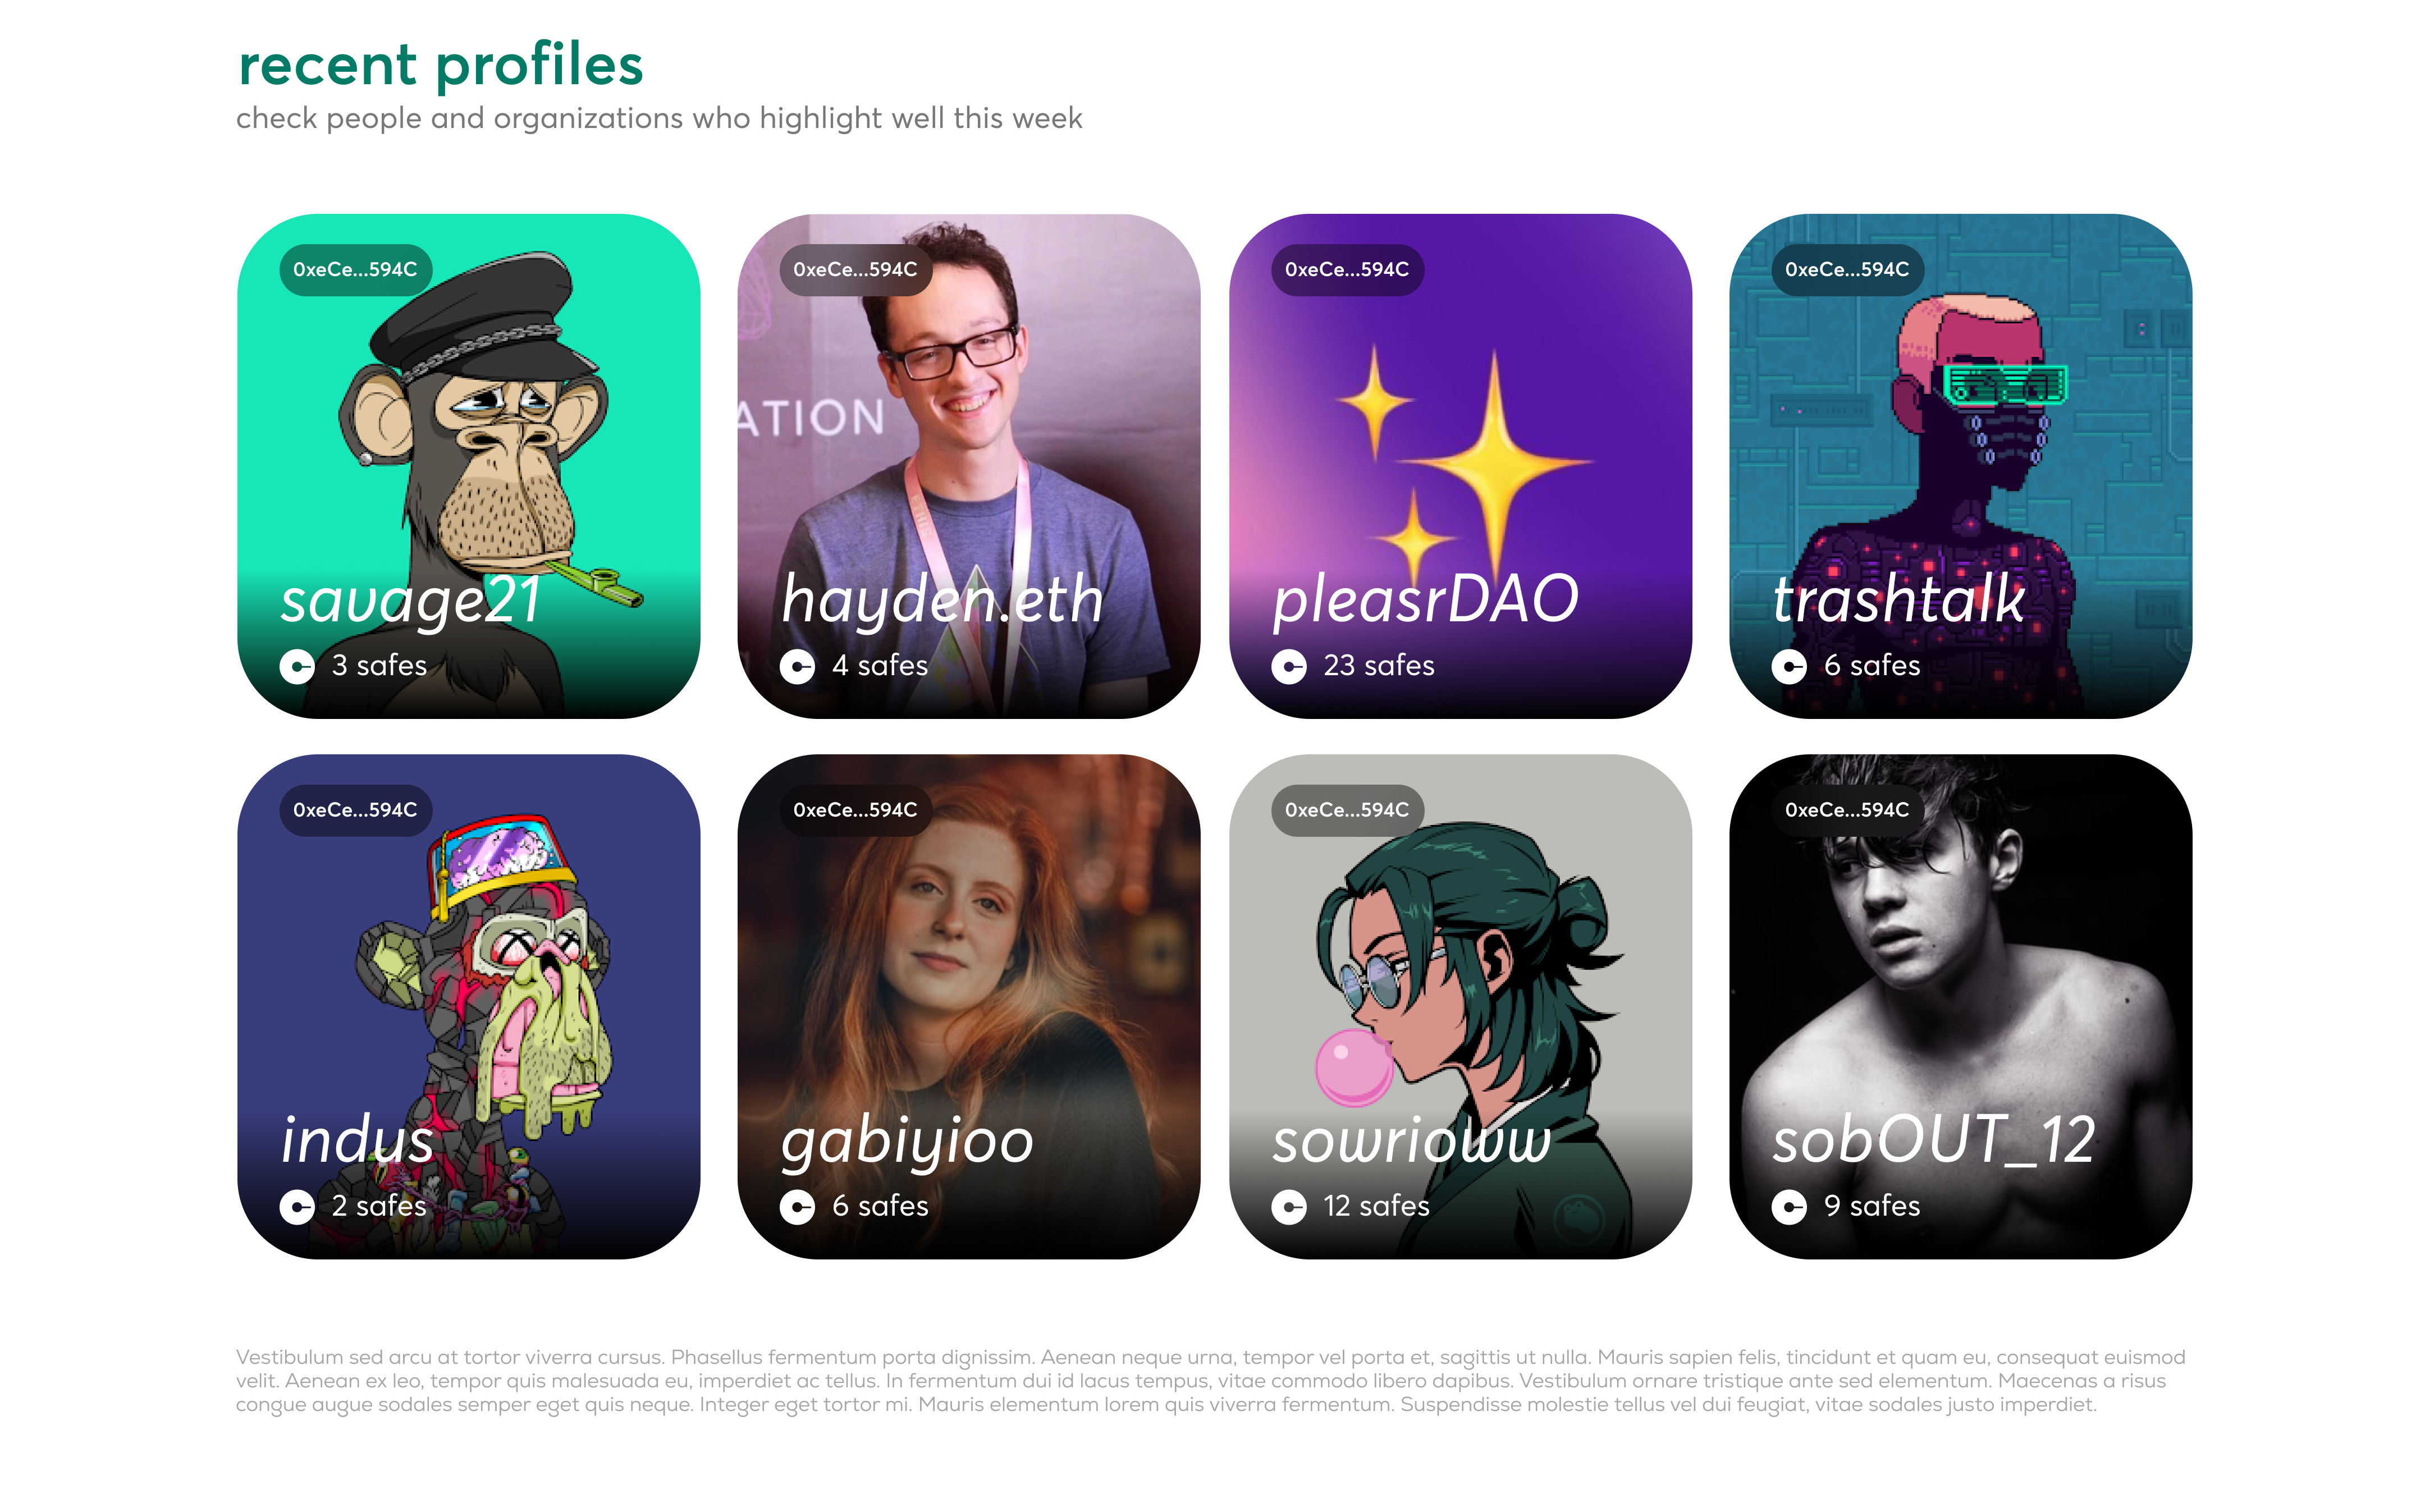 recent profiles
check people and organizations who highlight well this week
0xeCe...594C
savage21
3 safes
0xeCe...594C
ATION
hayden.eth
4 safes
0xeCe...594C
pleasrDAO
23 safes
0xeCe...594C
trashtalk
6 safes
0xeCe...594C
indus
2 safes
0xeCe...594C
gabiyioo
6 safes
0xeCe...594C
sowrioww
12 safes
0xeCe...594C
sobOUT_12
9 safes
Vestibulum sed arcu at tortor viverra cursus. Phasellus fermentum porta dignissim. Aenean neque urna, tempor vel porta et, sagittis ut nulla. Mauris sapien felis, tincidunt et quam eu, consequat euismod
velit. Aenean ex leo, tempor quis malesuada eu, imperdiet ac tellus. In fermentum dui id lacus tempus, vitae commodo libero dapibus. Vestibulum ornare tristique ante sed elementum. Maecenas a risus
congue augue sodales semper eget quis neque. Integer eget tortor mi. Mauris elementum lorem quis viverra fermentum. Suspendisse molestie tellus vel dui feugiat, vitae sodales justo imperdiet.